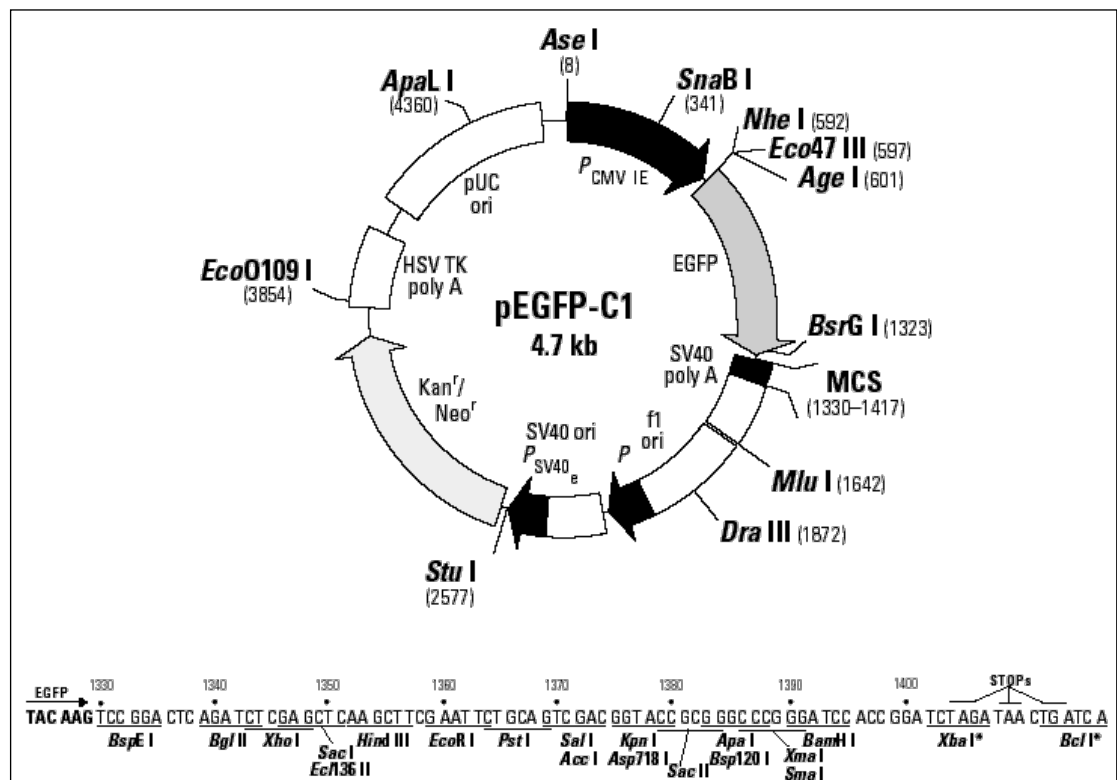 Ase I
(8)
ApaL I
(4360)
SnaB I
(341)
Nhe I (592)
Eco47 III (597)
Age I (601)
PCMV IE
pUC
ori
EGFP
HSV TK
poly A
EcoO109 I
(3854)
pEGFP-C1
4.7 kb
BsrG I (1323)
SV40
poly A
MCS
(1330–1417)
Kanr/
Neor
f1
ori
SV40 ori
PSV40e
P
Mlu I (1642)
Dra III (1872)
Stu I
(2577)
EGFP
1330 1340 1350 1360 1370 1380 1390 1400
STOPs
TAC AAG TCC GGA CTC AGA TCT CGA GCT CAA GCT TCG AAT TCT GCA GTC GAC GGT ACC GCG GGC CCG GGA TCC ACC GGA TCT AGA TAA CTG ATC A
BspE I Bgl II Xho I Hind III EcoR I Pst I Sal I Kpn I Apa I BamH I Xba I* Bcl I*
Sac I Acc I Asp718 I Bsp120 I Xma I
Ecl136 II Sac II Sma I